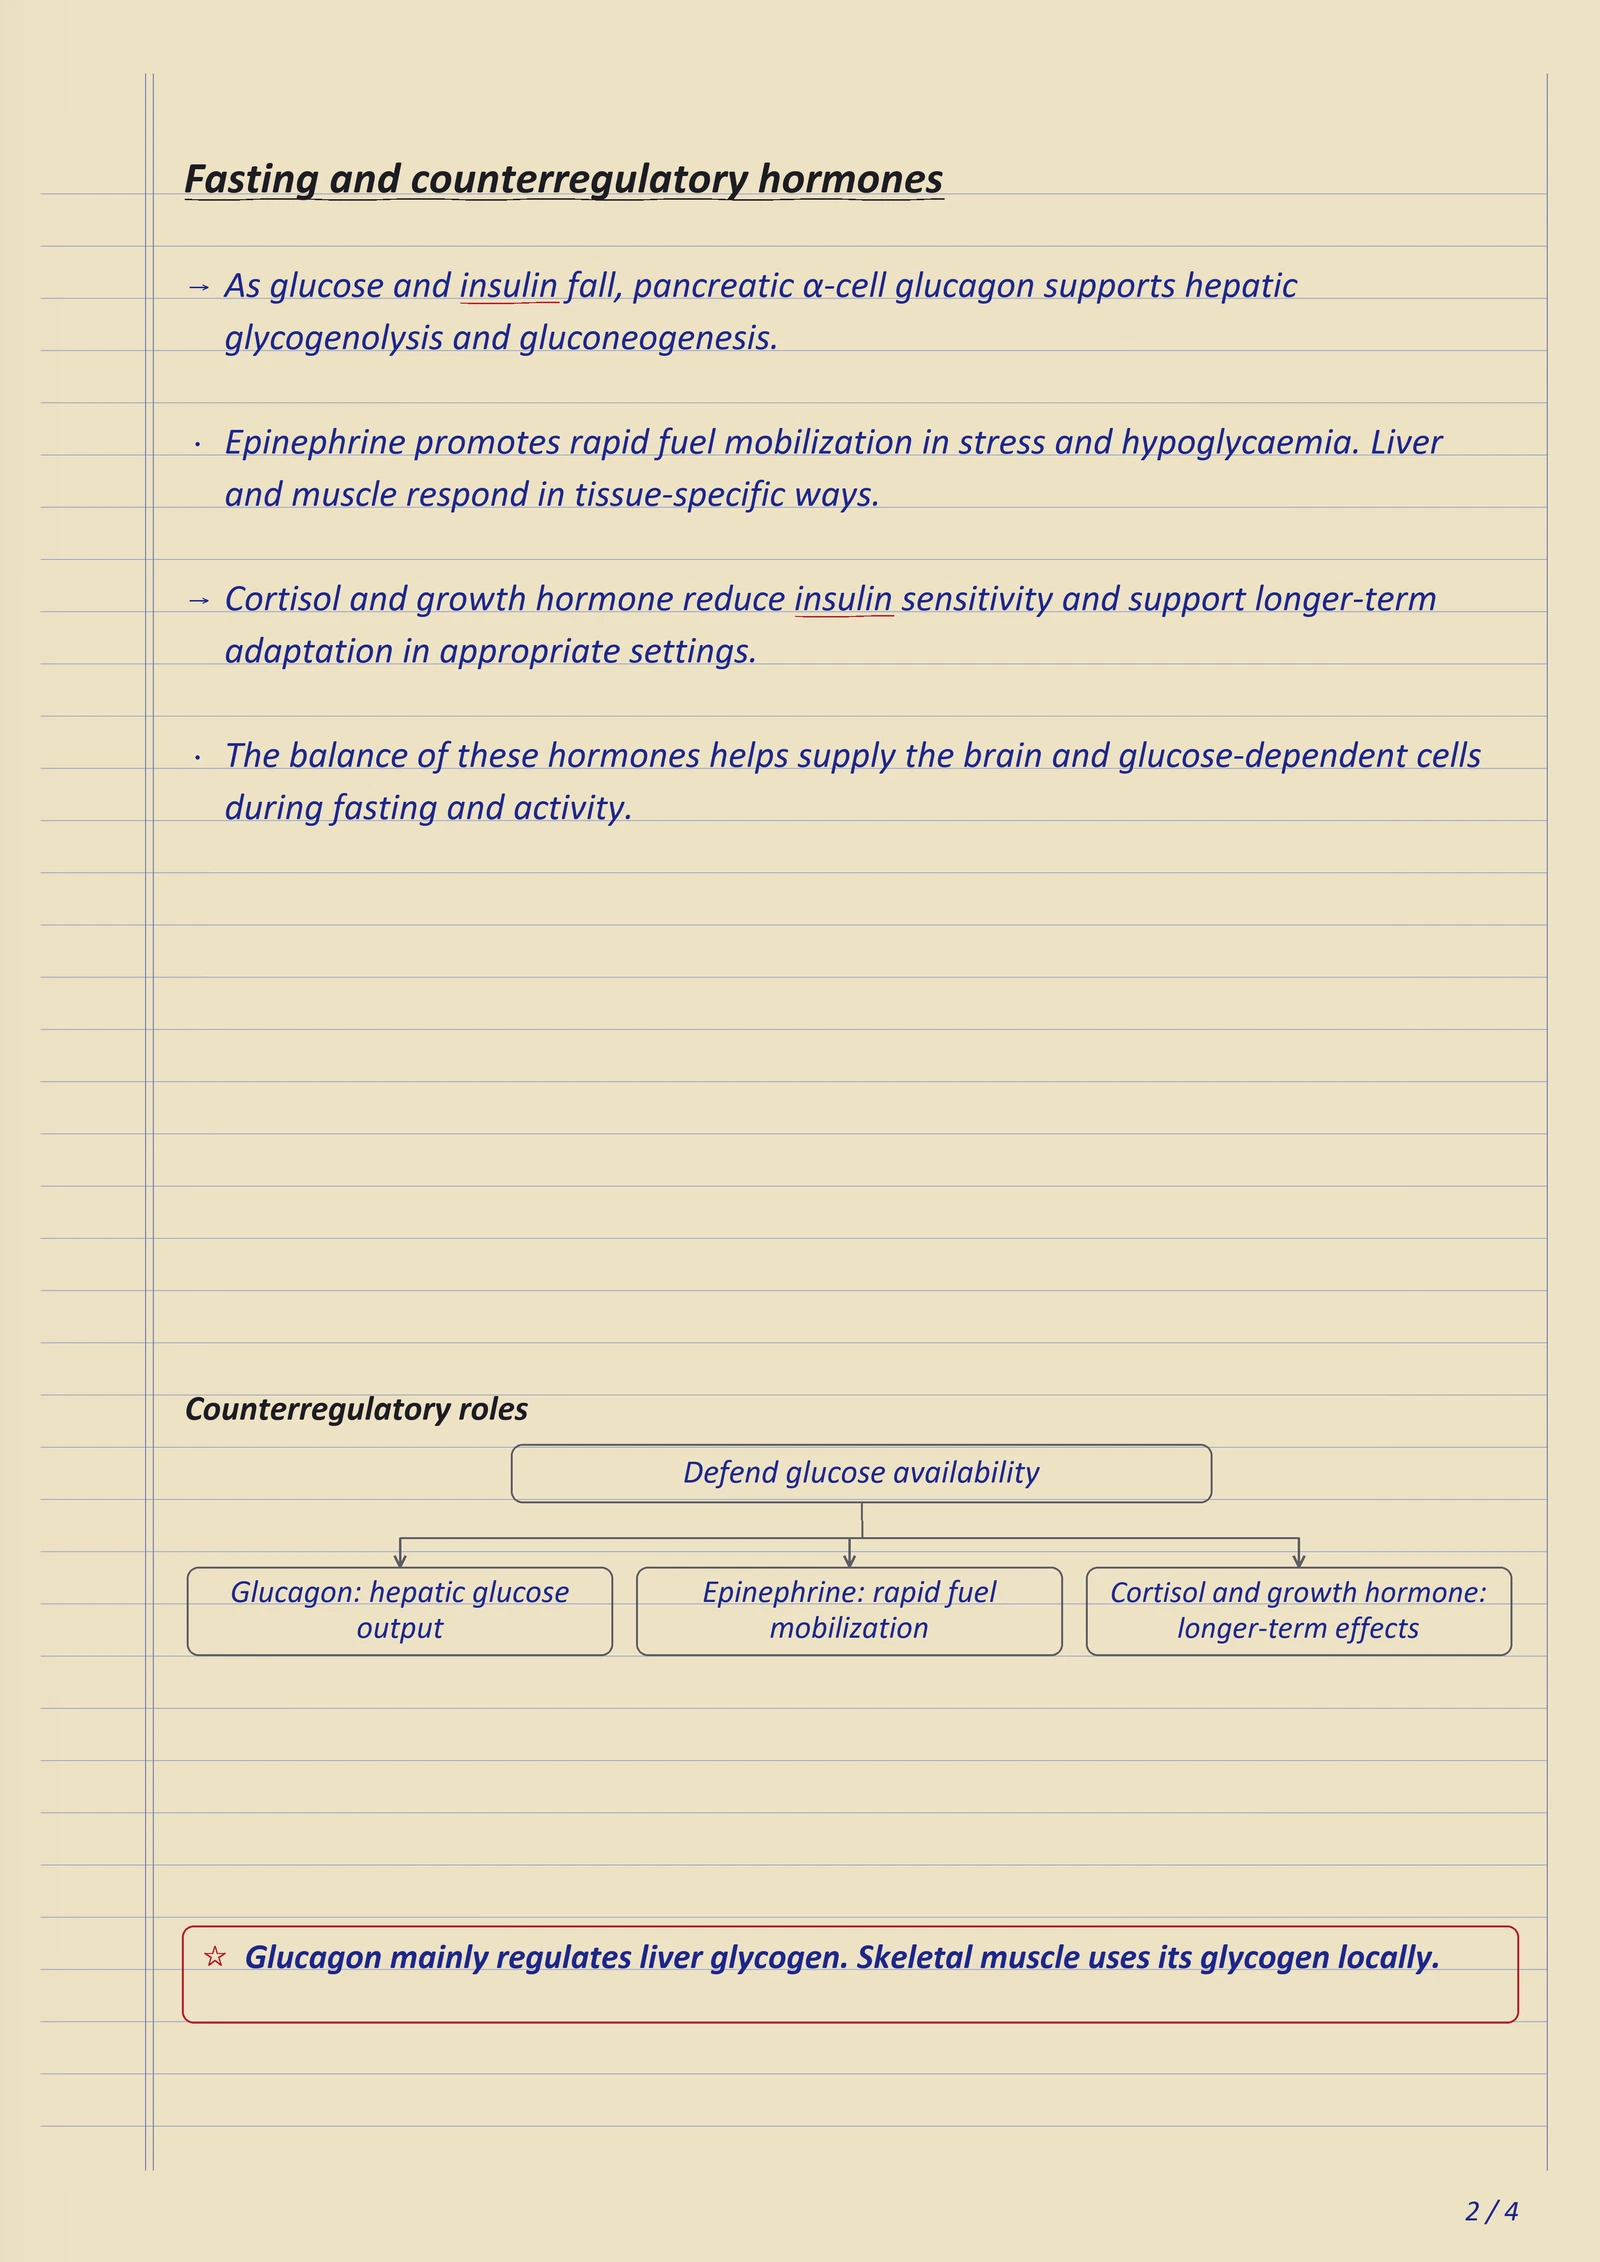 Fasting and counterregulatory hormones
→ As glucose and insulin fall, pancreatic α-cell glucagon supports hepatic
glycogenolysis and gluconeogenesis.
· Epinephrine promotes rapid fuel mobilization in stress and hypoglycaemia. Liver
and muscle respond in tissue-specific ways.
→ Cortisol and growth hormone reduce insulin sensitivity and support longer-term
adaptation in appropriate settings.
· The balance of these hormones helps supply the brain and glucose-dependent cells
during fasting and activity.
Counterregulatory roles
Defend glucose availability
Glucagon: hepatic glucose
output
Epinephrine: rapid fuel
mobilization
Cortisol and growth hormone:
longer-term effects
☆ Glucagon mainly regulates liver glycogen. Skeletal muscle uses its glycogen locally.
2 / 4